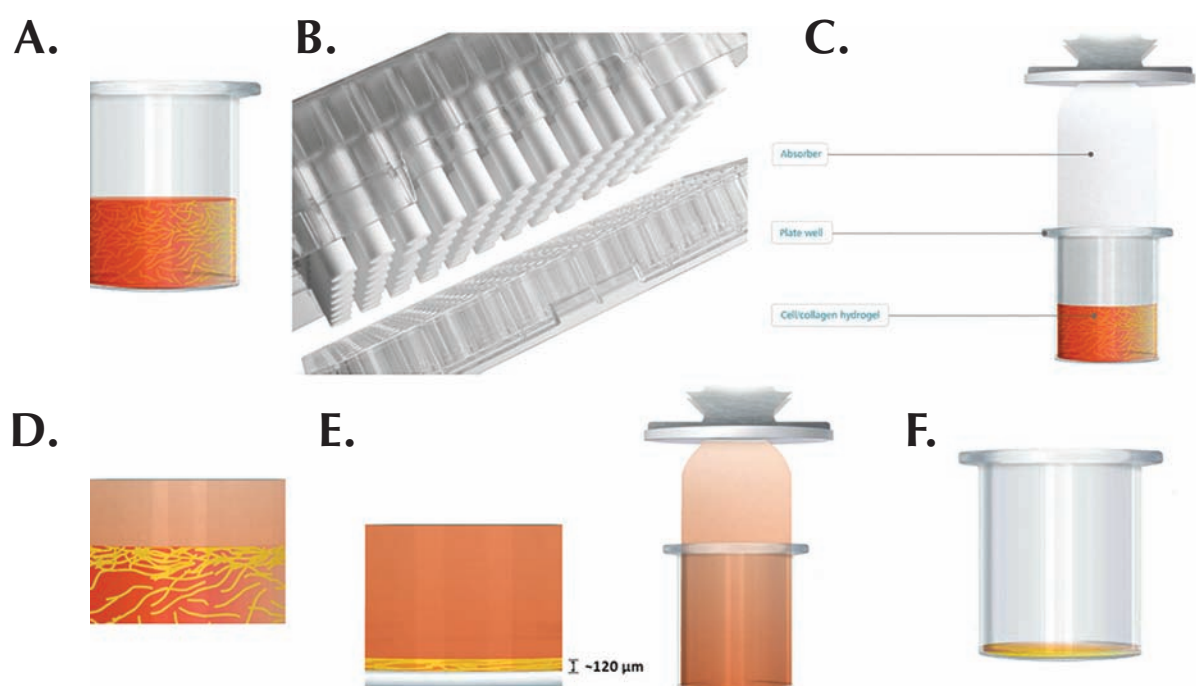 A.
B.
C.
Absorber
Plate well
Cell/collagen hydrogel
D.
E.
~120 μm
F.